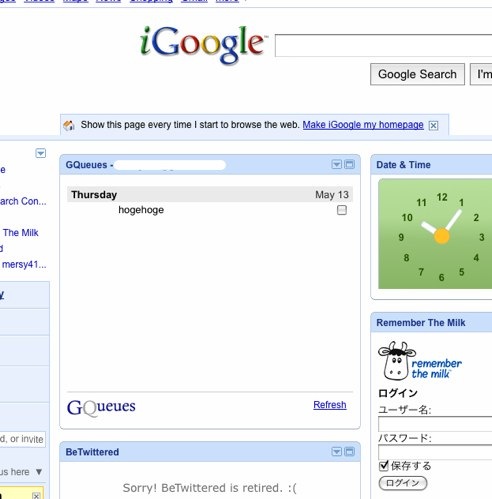 iGoogle™
Google Search
I'm
Show this page every time I start to browse the web. Make iGoogle my homepage
GQueues -
Thursday May 13
hogehoge
GQueues
Refresh
BeTwittered
Sorry! BeTwittered is retired. :(
Date & Time
12
1
2
3
4
5
6
7
8
9
10
11
Remember The Milk
remember
the milk™
ログイン
ユーザー名:
パスワード:
保存する
ログイン
e
arch Con...
The Milk
d
mersy41...
y
d, or invite
us here ▼